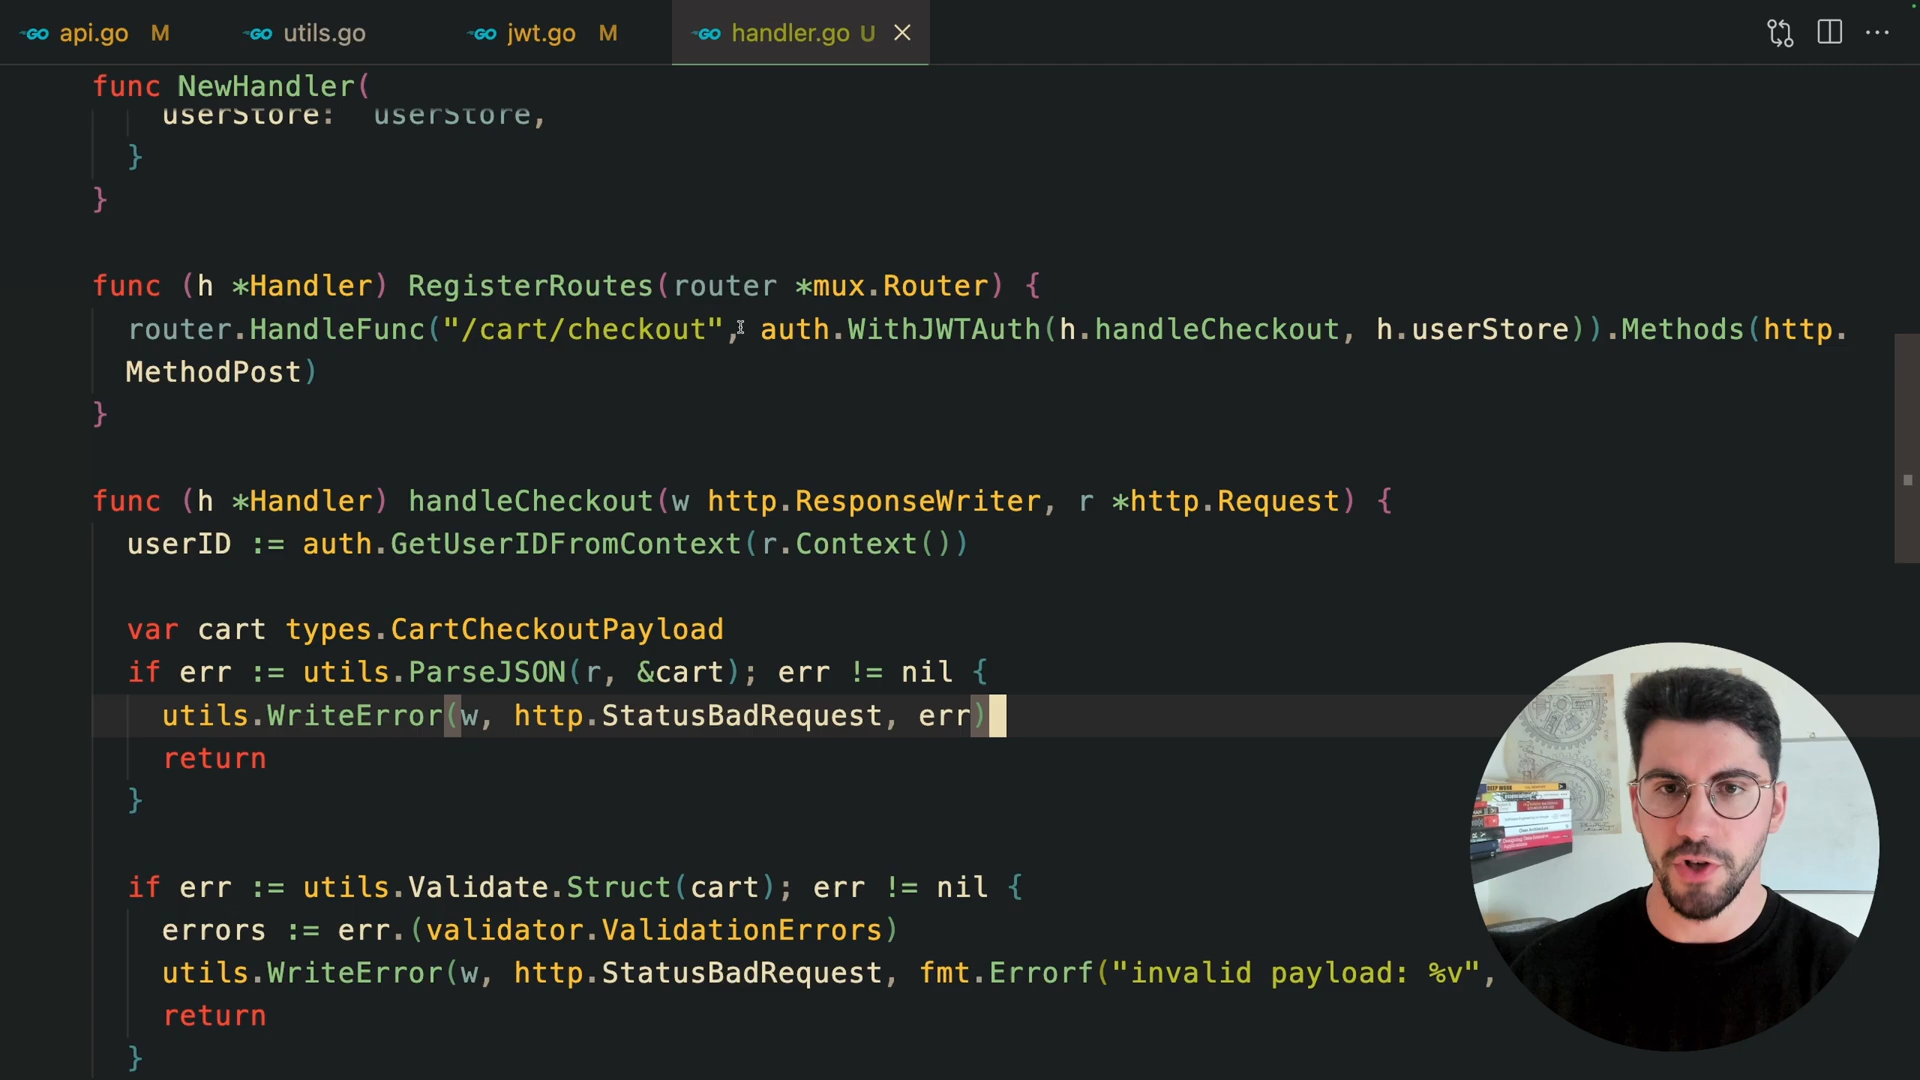 GO api.go M GO utils.go GO jwt.go M GO handler.go U
func NewHandler(
userStore: userStore,
}
}
func (h *Handler) RegisterRoutes(router *mux.Router) {
router.HandleFunc("/cart/checkout", auth.WithJWTAuth(h.handleCheckout, h.userStore)).Methods(http.
MethodPost)
}
func (h *Handler) handleCheckout(w http.ResponseWriter, r *http.Request) {
userID := auth.GetUserIDFromContext(r.Context())
var cart types.CartCheckoutPayload
if err := utils.ParseJSON(r, &cart); err != nil {
utils.WriteError(w, http.StatusBadRequest, err)
return
}
if err := utils.Validate.Struct(cart); err != nil {
errors := err.(validator.ValidationErrors)
utils.WriteError(w, http.StatusBadRequest, fmt.Errorf("invalid payload: %v",
return
}